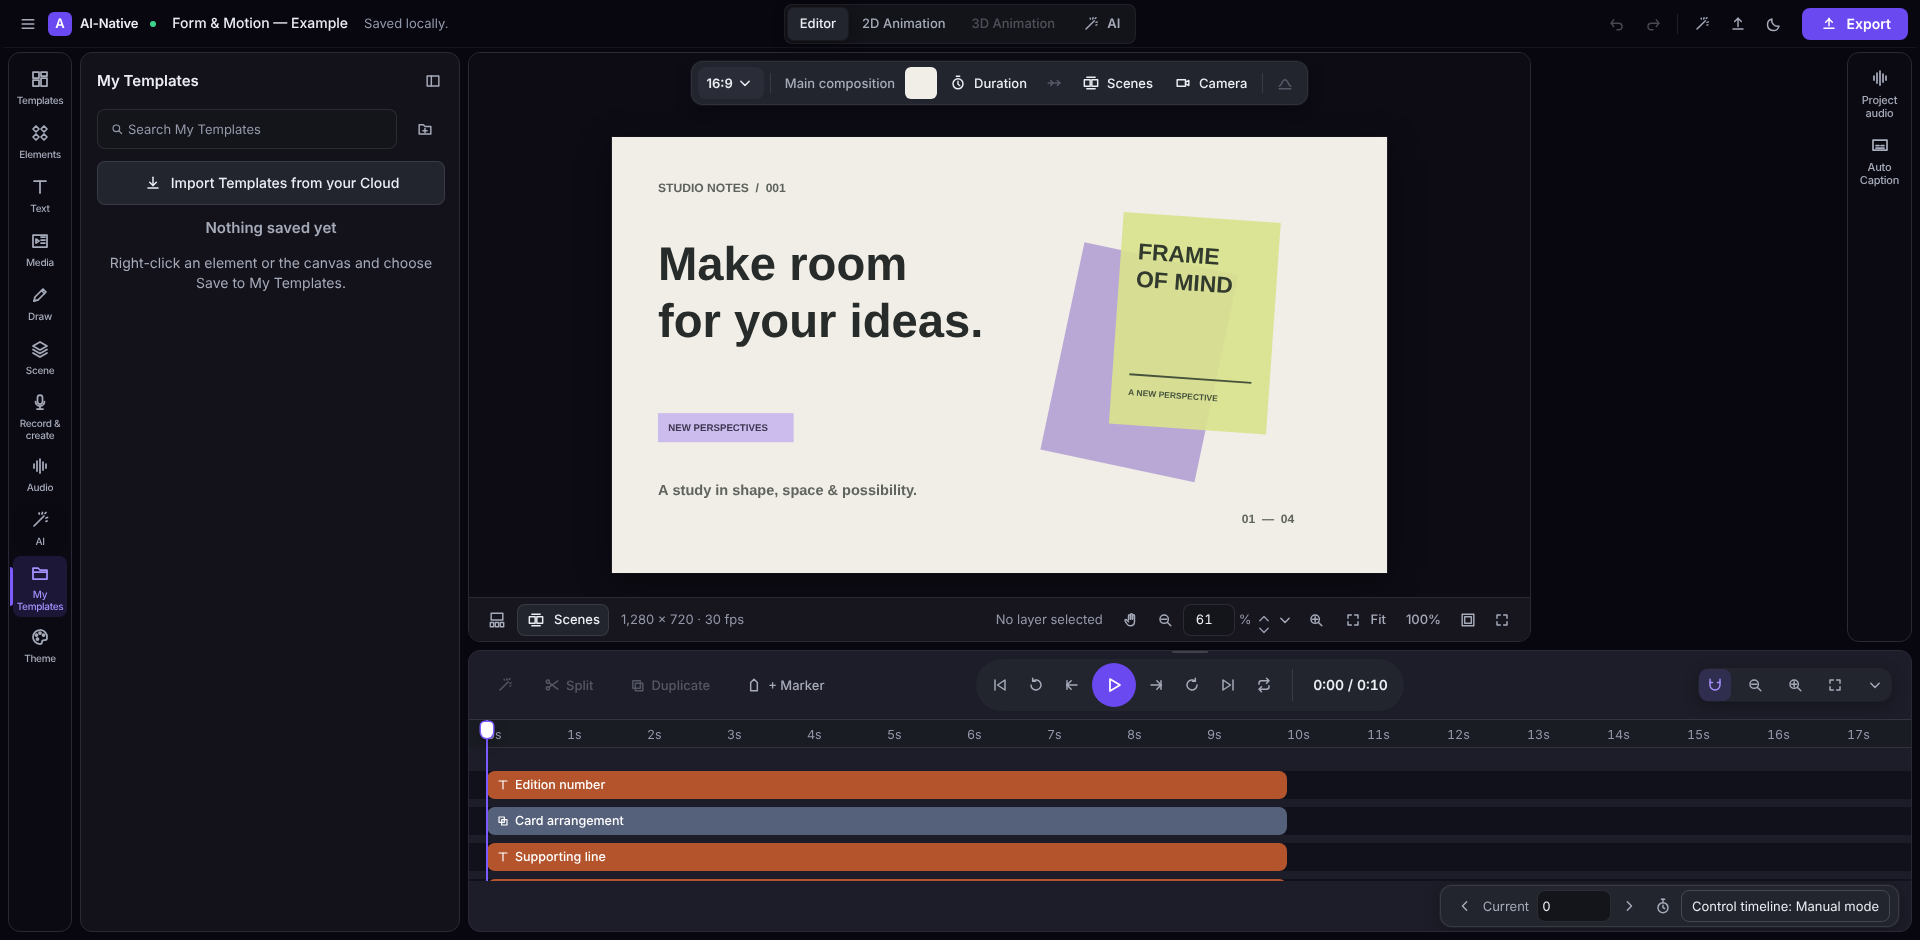 A
AI-Native
Form & Motion — Example
Saved locally.
Editor
2D Animation
3D Animation
AI
Export
Templates
Elements
Text
Media
Draw
Scene
Record &
create
Audio
AI
My
Templates
Theme
My Templates
Search My Templates
Import Templates from your Cloud
Nothing saved yet
Right-click an element or the canvas and choose
Save to My Templates.
16:9
Main composition
Duration
Scenes
Camera
STUDIO NOTES / 001
Make room
for your ideas.
NEW PERSPECTIVES
A study in shape, space & possibility.
FRAME
OF MIND
A NEW PERSPECTIVE
01 — 04
Project
audio
Auto
Caption
Scenes
1,280 × 720 · 30 fps
No layer selected
61
%
Fit
100%
Split
Duplicate
+ Marker
0:00 / 0:10
1s
2s
3s
4s
5s
6s
7s
8s
9s
10s
11s
12s
13s
14s
15s
16s
17s
Edition number
Card arrangement
Supporting line
Current
0
Control timeline: Manual mode